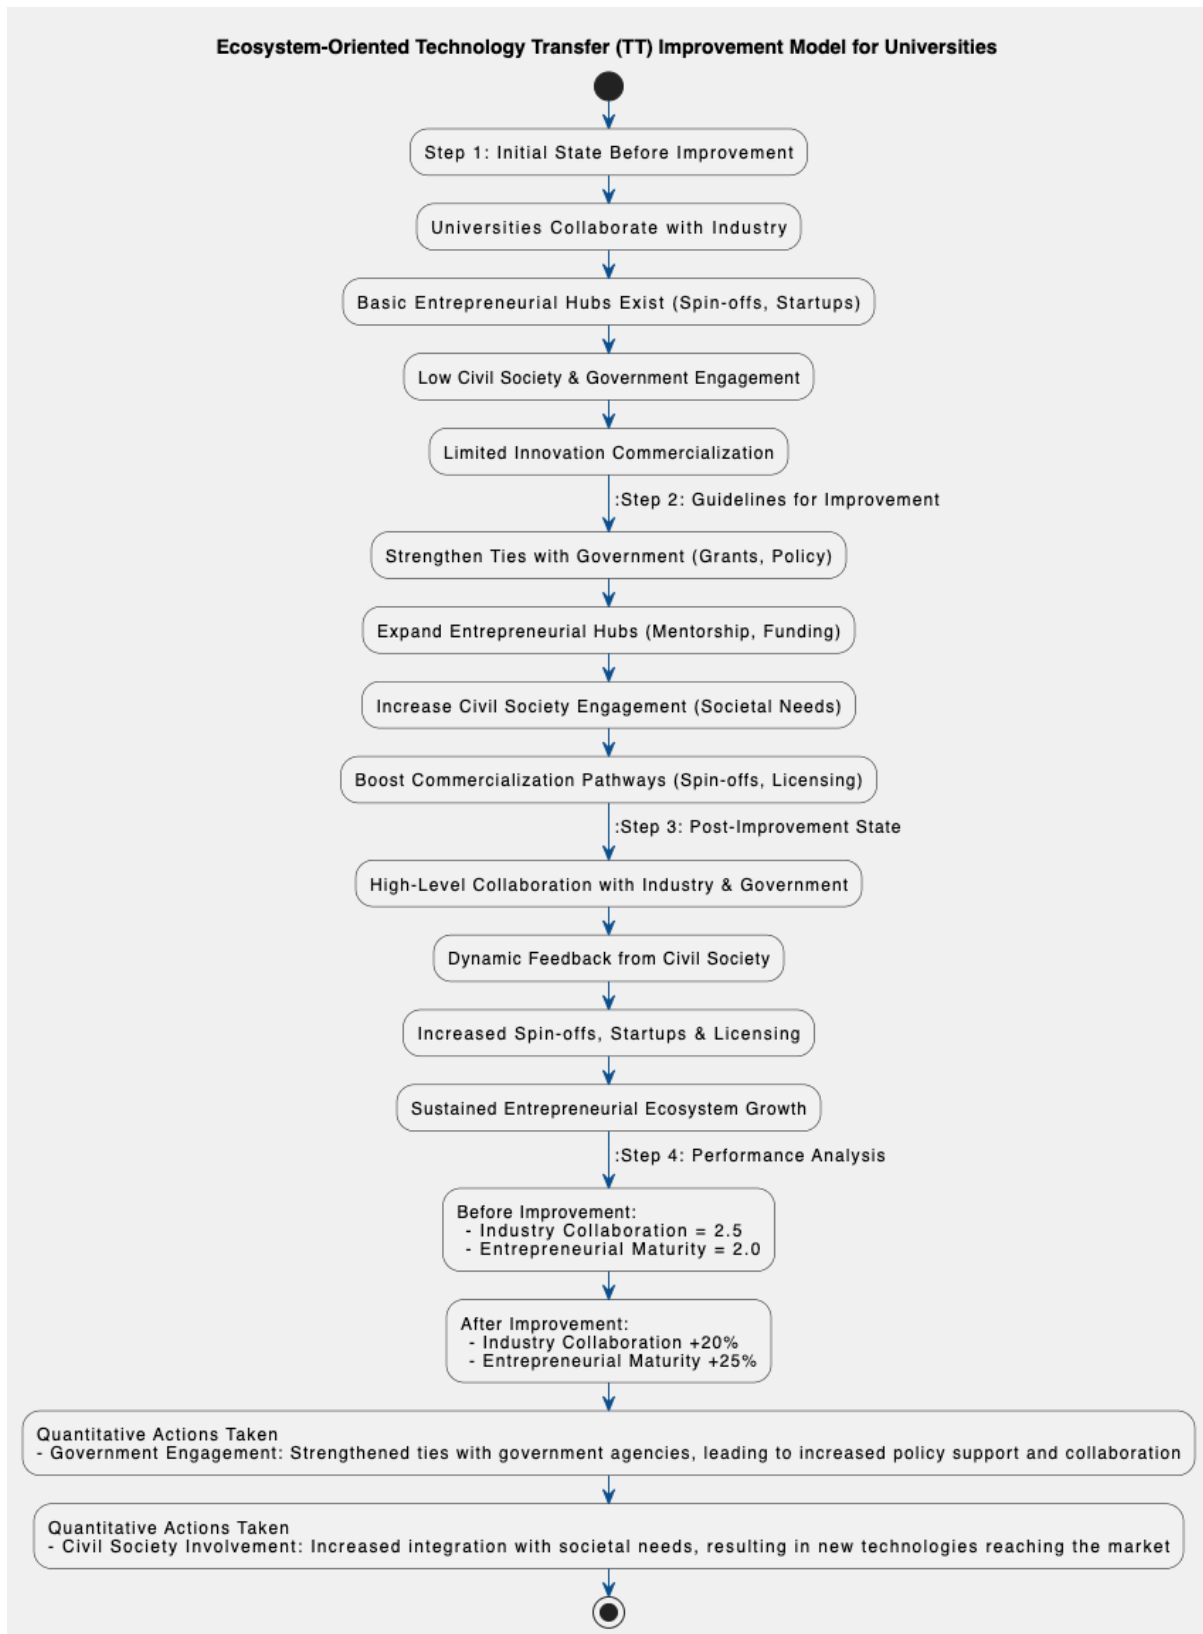 Ecosystem-Oriented Technology Transfer (TT) Improvement Model for Universities
Step 1: Initial State Before Improvement
Universities Collaborate with Industry
Basic Entrepreneurial Hubs Exist (Spin-offs, Startups)
Low Civil Society & Government Engagement
Limited Innovation Commercialization
:Step 2: Guidelines for Improvement
Strengthen Ties with Government (Grants, Policy)
Expand Entrepreneurial Hubs (Mentorship, Funding)
Increase Civil Society Engagement (Societal Needs)
Boost Commercialization Pathways (Spin-offs, Licensing)
:Step 3: Post-Improvement State
High-Level Collaboration with Industry & Government
Dynamic Feedback from Civil Society
Increased Spin-offs, Startups & Licensing
Sustained Entrepreneurial Ecosystem Growth
:Step 4: Performance Analysis
Before Improvement:
- Industry Collaboration = 2.5
- Entrepreneurial Maturity = 2.0
After Improvement:
- Industry Collaboration +20%
- Entrepreneurial Maturity +25%
Quantitative Actions Taken
- Government Engagement: Strengthened ties with government agencies, leading to increased policy support and collaboration
Quantitative Actions Taken
- Civil Society Involvement: Increased integration with societal needs, resulting in new technologies reaching the market